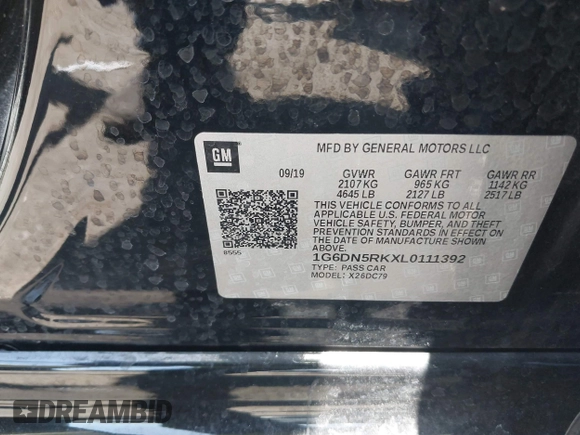 GM
MFD BY GENERAL MOTORS LLC
09/19 GVWR GAWR FRT GAWR RR
2107 KG 965 KG 1142 KG
4645 LB 2127 LB 2517 LB
THIS VEHICLE CONFORMS TO ALL
APPLICABLE U.S. FEDERAL MOTOR
VEHICLE SAFETY, BUMPER, AND THEFT
PREVENTION STANDARDS IN EFFECT ON
THE DATE OF MANUFACTURE SHOWN
ABOVE.
8555
1G6DN5RKXL0111392
TYPE: PASS CAR
MODEL: X26DC79
DREAMBID